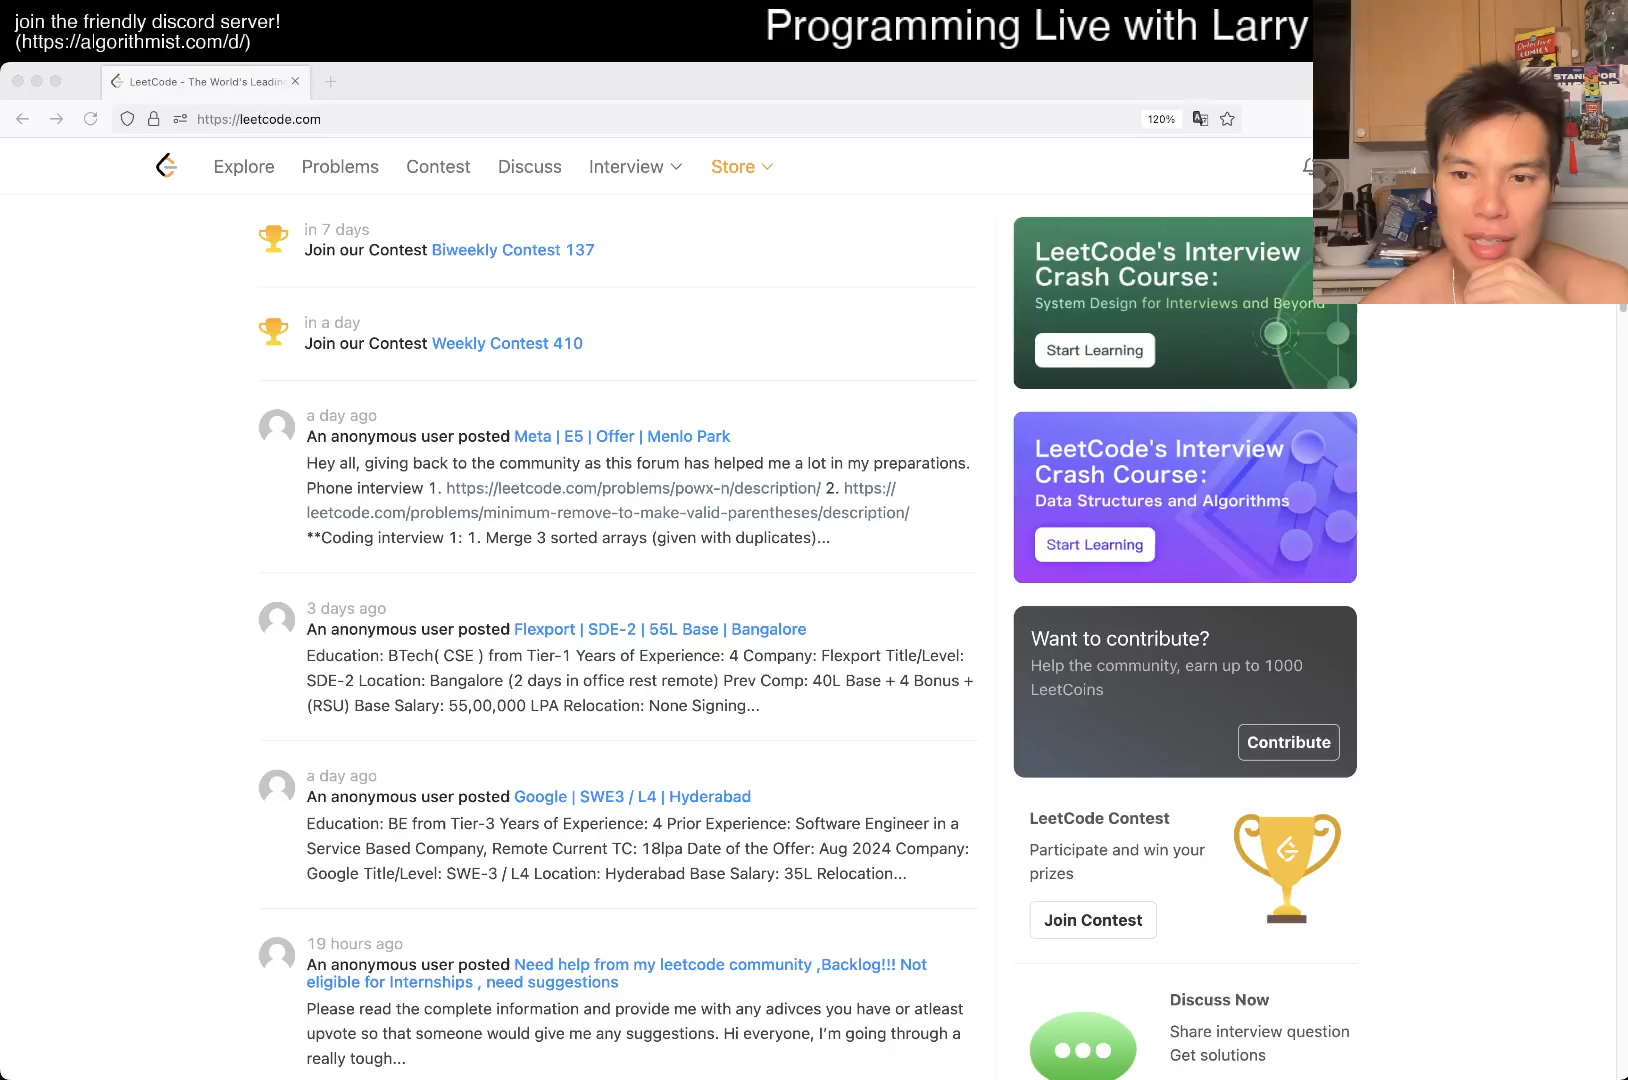 join the friendly discord server!
(https://algorithmist.com/d/)
Programming Live with Larry
LeetCode - The World's Leading
https://leetcode.com
120%
Explore
Problems
Contest
Discuss
Interview
Store
in 7 days
Join our Contest Biweekly Contest 137
in a day
Join our Contest Weekly Contest 410
a day ago
An anonymous user posted Meta | E5 | Offer | Menlo Park
Hey all, giving back to the community as this forum has helped me a lot in my preparations.
Phone interview 1. https://leetcode.com/problems/powx-n/description/ 2. https://
leetcode.com/problems/minimum-remove-to-make-valid-parentheses/description/
**Coding interview 1: 1. Merge 3 sorted arrays (given with duplicates)...
3 days ago
An anonymous user posted Flexport | SDE-2 | 55L Base | Bangalore
Education: BTech( CSE ) from Tier-1 Years of Experience: 4 Company: Flexport Title/Level:
SDE-2 Location: Bangalore (2 days in office rest remote) Prev Comp: 40L Base + 4 Bonus +
(RSU) Base Salary: 55,00,000 LPA Relocation: None Signing...
a day ago
An anonymous user posted Google | SWE3 / L4 | Hyderabad
Education: BE from Tier-3 Years of Experience: 4 Prior Experience: Software Engineer in a
Service Based Company, Remote Current TC: 18lpa Date of the Offer: Aug 2024 Company:
Google Title/Level: SWE-3 / L4 Location: Hyderabad Base Salary: 35L Relocation...
19 hours ago
An anonymous user posted Need help from my leetcode community ,Backlog!!! Not
eligible for Internships , need suggestions
Please read the complete information and provide me with any adivces you have or atleast
upvote so that someone would give me any suggestions. Hi everyone, I'm going through a
really tough...
LeetCode's Interview
Crash Course:
System Design for Interviews and Beyond
Start Learning
LeetCode's Interview
Crash Course:
Data Structures and Algorithms
Start Learning
Want to contribute?
Help the community, earn up to 1000
LeetCoins
Contribute
LeetCode Contest
Participate and win your
prizes
Join Contest
Discuss Now
Share interview question
Get solutions
Detective
COMICS